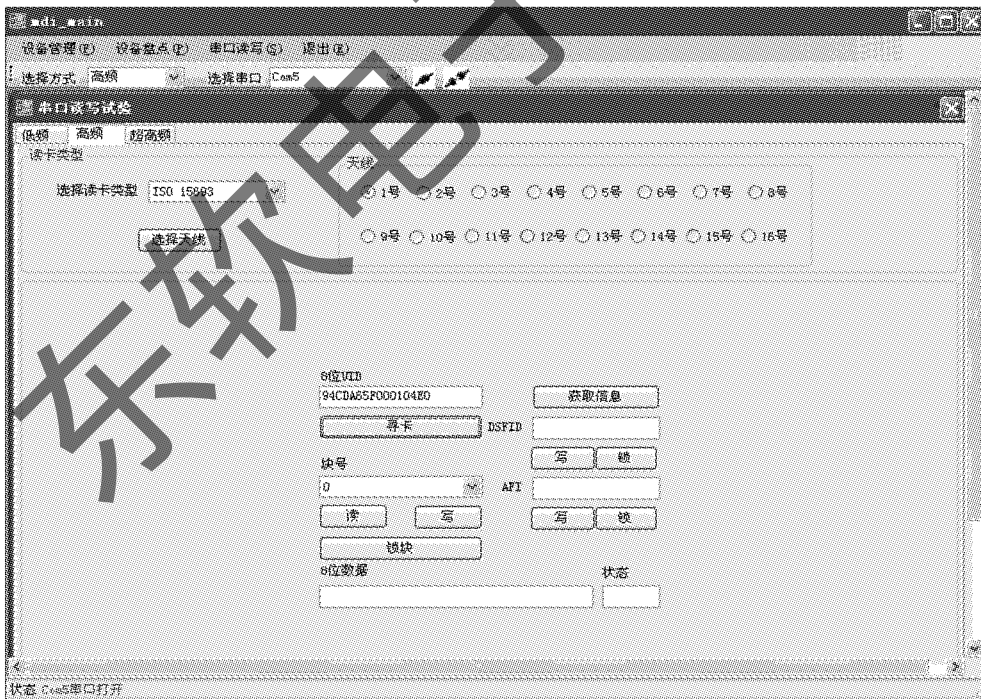 mdi_main
设备管理(F) 设备盘点(P) 串口读写(S) 退出(E)
选择方式 高频 选择串口 Com5
串口读写试验
低频 高频 超高频
读卡类型 天线
选择读卡类型 ISO 15693 1号 2号 3号 4号 5号 6号 7号 8号
选择天线 9号 10号 11号 12号 13号 14号 15号 16号
8位UID
94CDA65F000104E0 获取信息
寻卡 DSFID
写 锁
块号
0 AFI
读 写 写 锁
锁块
8位数据 状态
状态 Com5串口打开
东软电子